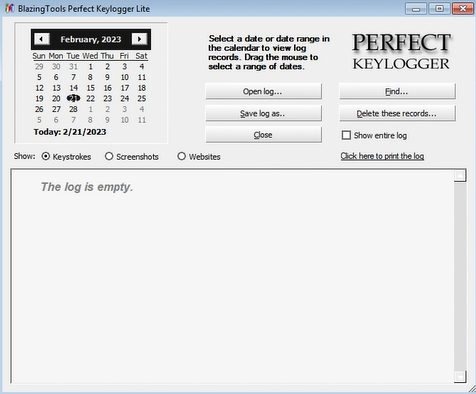 BlazingTools Perfect Keylogger Lite
February, 2023
Sun Mon Tue Wed Thu Fri Sat
29 30 31 1 2 3 4
5 6 7 8 9 10 11
12 13 14 15 16 17 18
19 20 21 22 23 24 25
26 27 28 1 2 3 4
5 6 7 8 9 10 11
Today: 2/21/2023
Select a date or date range in
the calendar to view log
records. Drag the mouse to
select a range of dates.
PERFECT
KEYLOGGER
Open log...
Find...
Save log as..
Delete these records...
Close
Show entire log
Show:
Keystrokes
Screenshots
Websites
Click here to print the log
The log is empty.